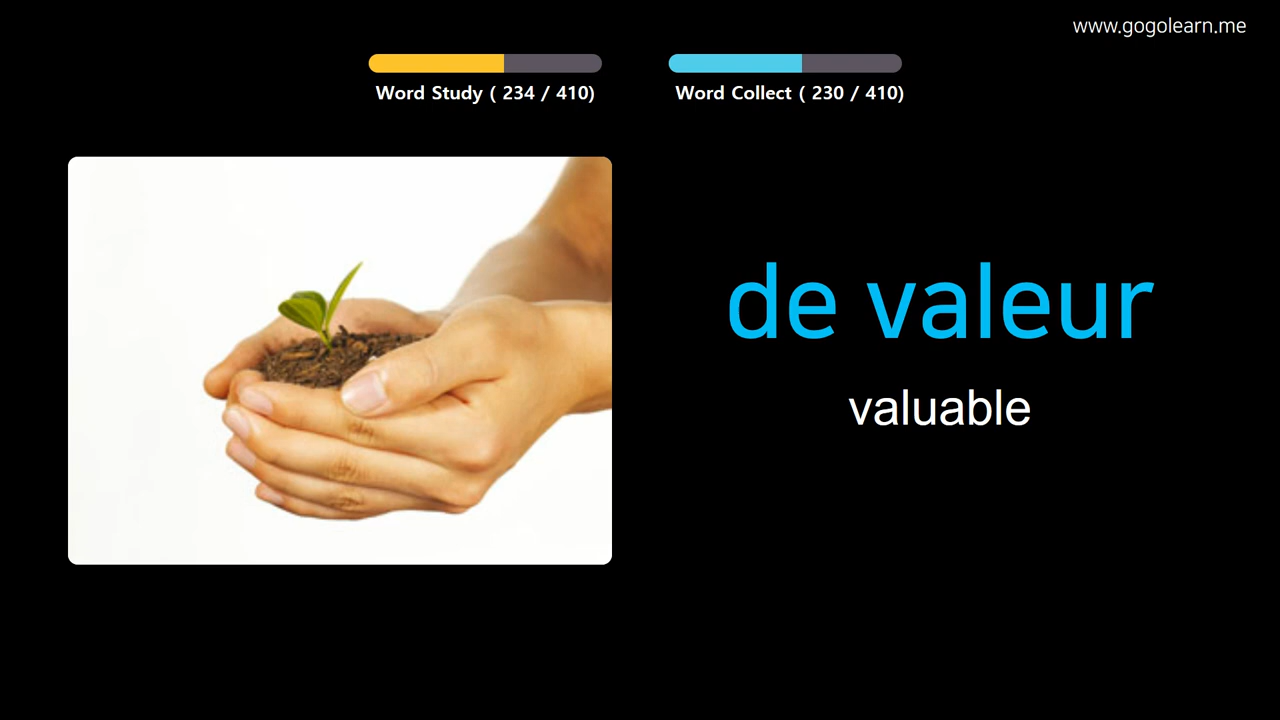 www.gogolearn.me
Word Study ( 234 / 410)
Word Collect ( 230 / 410)
de valeur
valuable